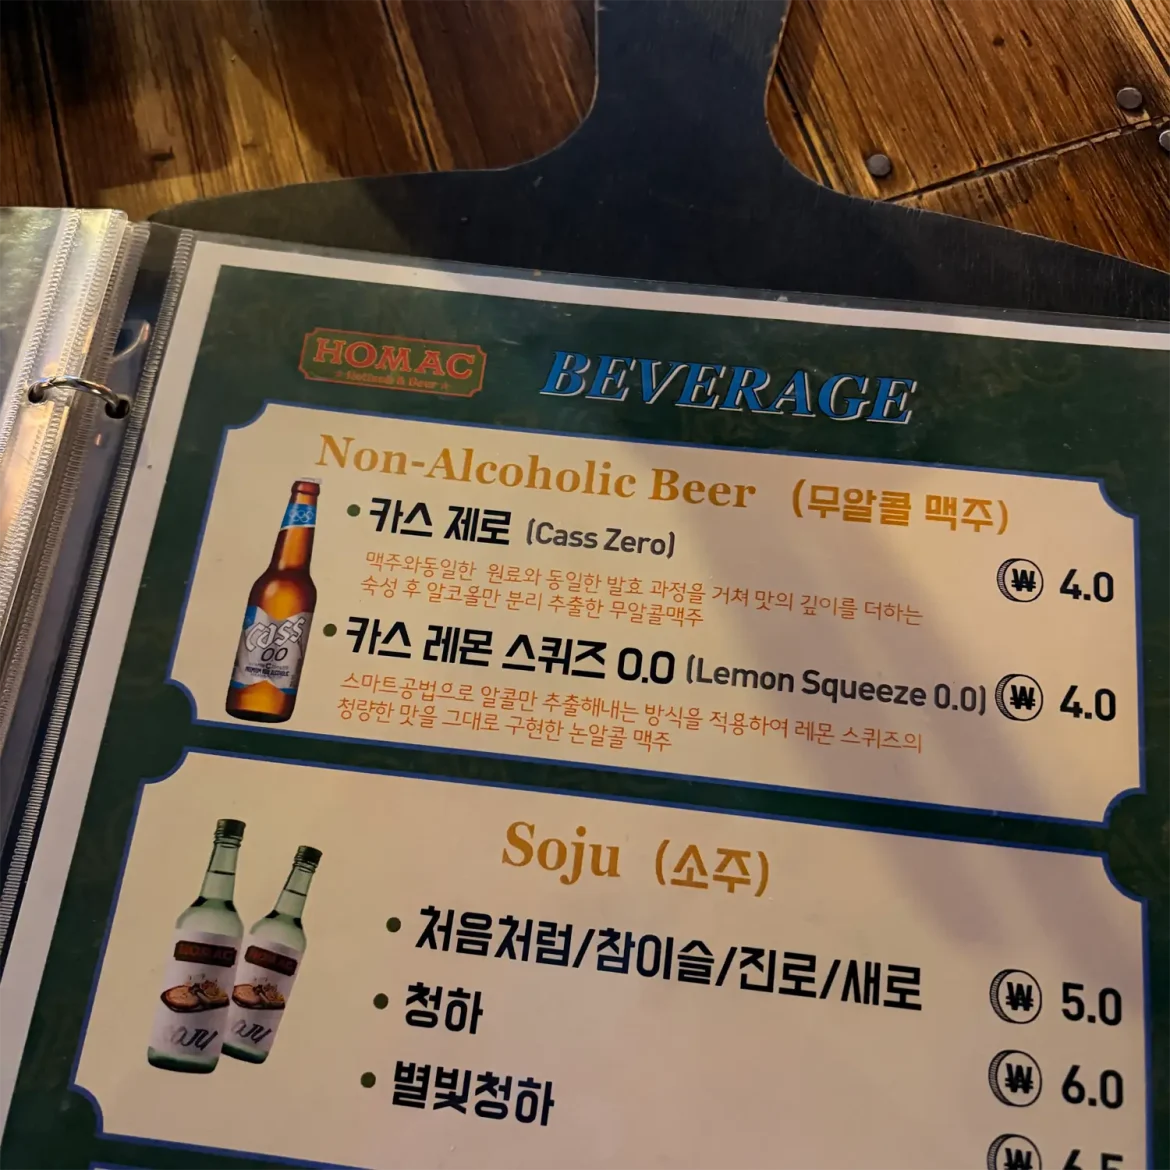 HOMAC
BEVERAGE
Non-Alcoholic Beer (무알콜 맥주)
• 카스 제로 (Cass Zero)
₩ 4.0
맥주와동일한 원료와 동일한 발효 과정을 거쳐 맛의 깊이를 더하는
숙성 후 알코올만 분리 추출한 무알콜맥주
• 카스 레몬 스퀴즈 0.0 (Lemon Squeeze 0.0)
₩ 4.0
스마트공법으로 알콜만 추출해내는 방식을 적용하여 레몬 스퀴즈의
청량한 맛을 그대로 구현한 논알콜 맥주
Cass
00
Soju (소주)
• 처음처럼/참이슬/진로/새로
₩ 5.0
• 청하
₩ 6.0
• 별빛청하
₩ 6.5
HOMAC
HOMAC